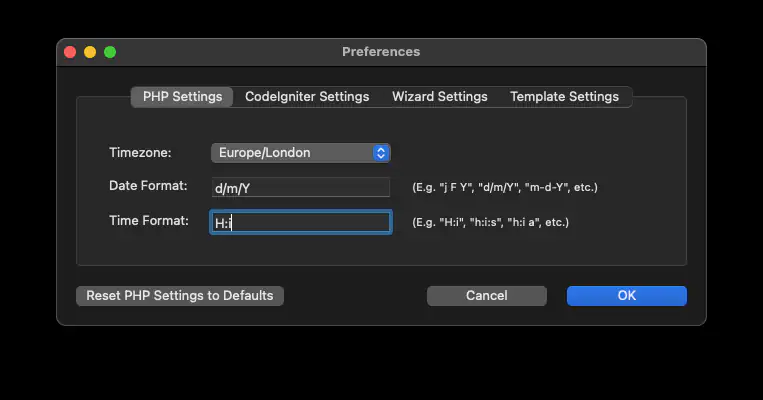 Preferences
PHP Settings CodeIgniter Settings Wizard Settings Template Settings
Timezone: Europe/London
Date Format: d/m/Y (E.g. "j F Y", "d/m/Y", "m-d-Y", etc.)
Time Format: H:i (E.g. "H:i", "h:i:s", "h:i a", etc.)
Reset PHP Settings to Defaults Cancel OK